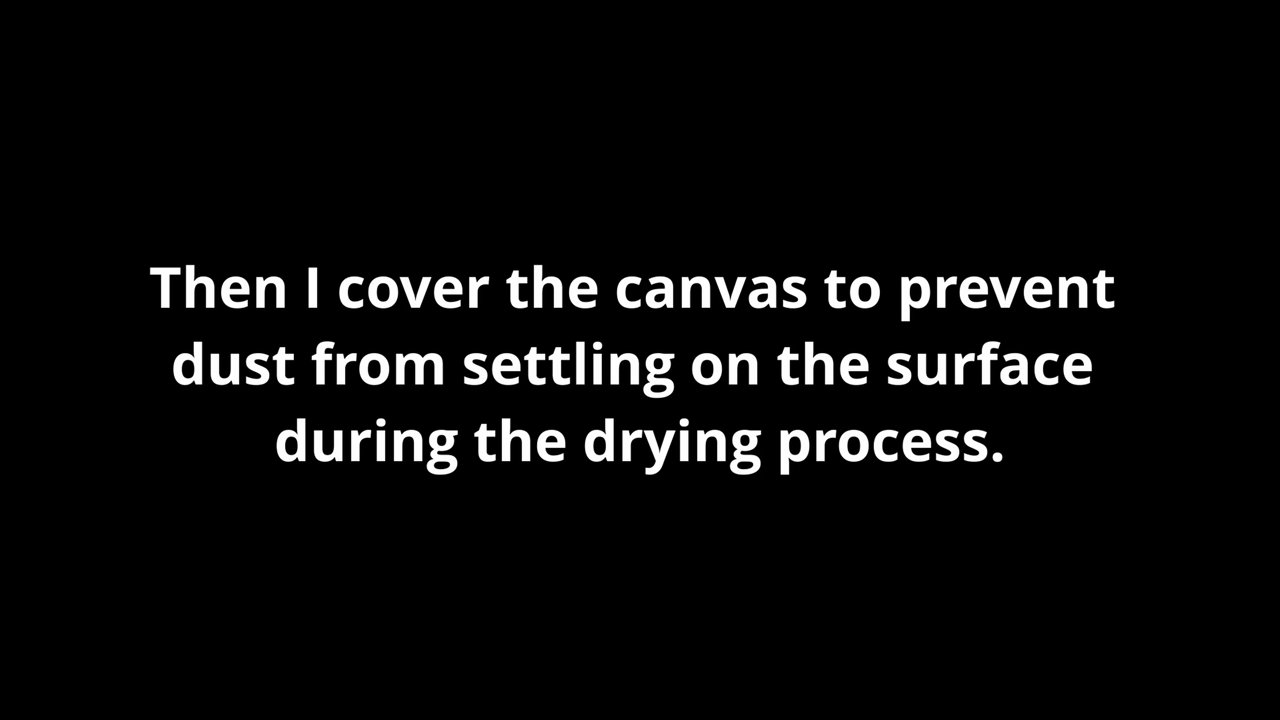 Then I cover the canvas to prevent
dust from settling on the surface
during the drying process.